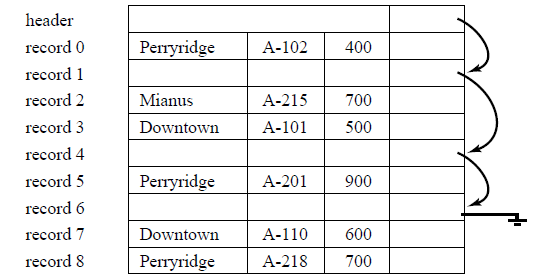 header
record 0 Perryridge A-102 400
record 1
record 2 Mianus A-215 700
record 3 Downtown A-101 500
record 4
record 5 Perryridge A-201 900
record 6
record 7 Downtown A-110 600
record 8 Perryridge A-218 700